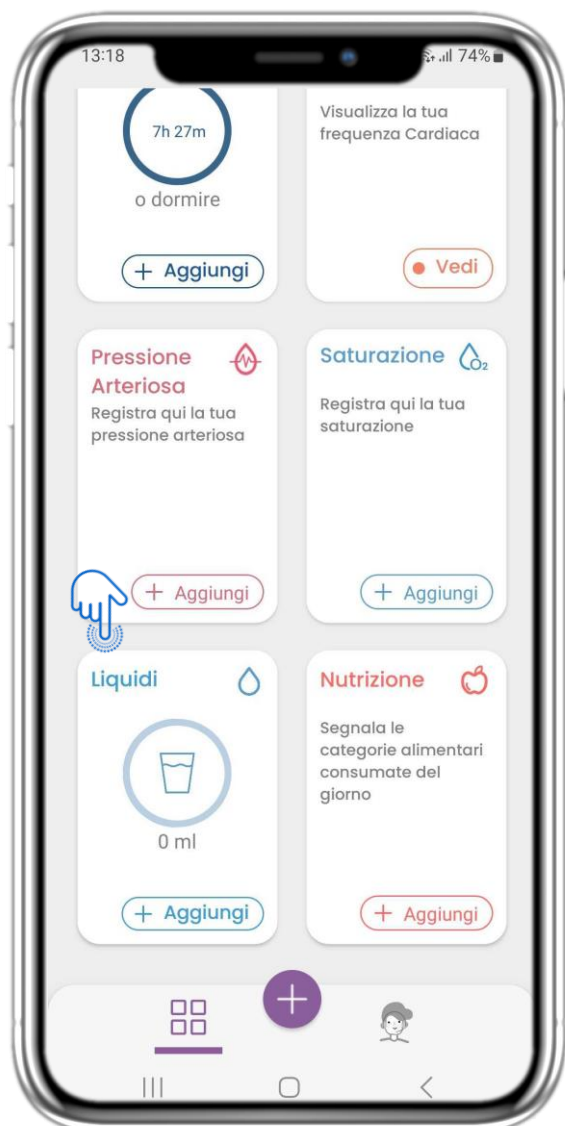 13:18
74%
7h 27m
o dormire
+ Aggiungi
Visualizza la tua
frequenza Cardiaca
Vedi
Pressione
Arteriosa
Registra qui la tua
pressione arteriosa
+ Aggiungi
Saturazione
O2
Registra qui la tua
saturazione
+ Aggiungi
Liquidi
0 ml
+ Aggiungi
Nutrizione
Segnala le
categorie alimentari
consumate del
giorno
+ Aggiungi